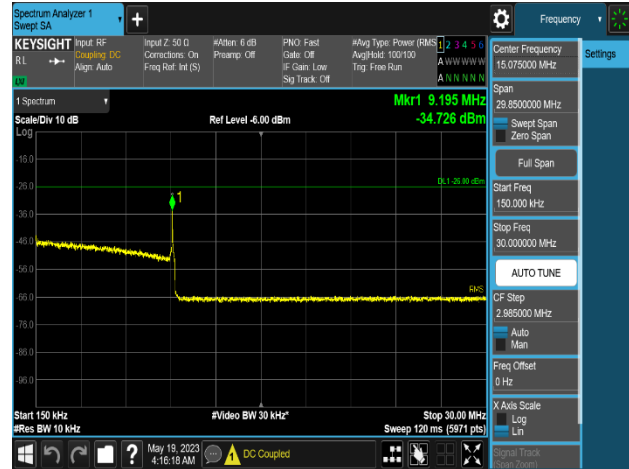 Spectrum Analyzer 1
Swept SA
+
Frequency
KEYSIGHT
RL
Input: RF
Coupling: DC
Align: Auto
Input Z: 50 Ω
Corrections: On
Freq Ref: Int (S)
#Atten: 6 dB
Preamp: Off
PNO: Fast
Gate: Off
IF Gain: Low
Sig Track: Off
#Avg Type: Power (RMS
Avg|Hold: 100/100
Trig: Free Run
1 2 3 4 5 6
A W W W W W
A N N N N N
1 Spectrum
Scale/Div 10 dB
Log
Ref Level -6.00 dBm
Mkr1 9.195 MHz
-34.726 dBm
-16.0
-26.0
-36.0
-46.0
-56.0
-66.0
-76.0
-86.0
-96.0
DL1 -26.00 dBm
1
RMS
Start 150 kHz
#Res BW 10 kHz
#Video BW 30 kHz*
Stop 30.00 MHz
Sweep 120 ms (5971 pts)
Center Frequency
15.075000 MHz
Span
29.8500000 MHz
Swept Span
Zero Span
Full Span
Start Freq
150.000 kHz
Stop Freq
30.000000 MHz
AUTO TUNE
CF Step
2.985000 MHz
Auto
Man
Freq Offset
0 Hz
X Axis Scale
Log
Lin
Signal Track
(Span Zoom)
Settings
?
May 19, 2023
4:16:18 AM
DC Coupled